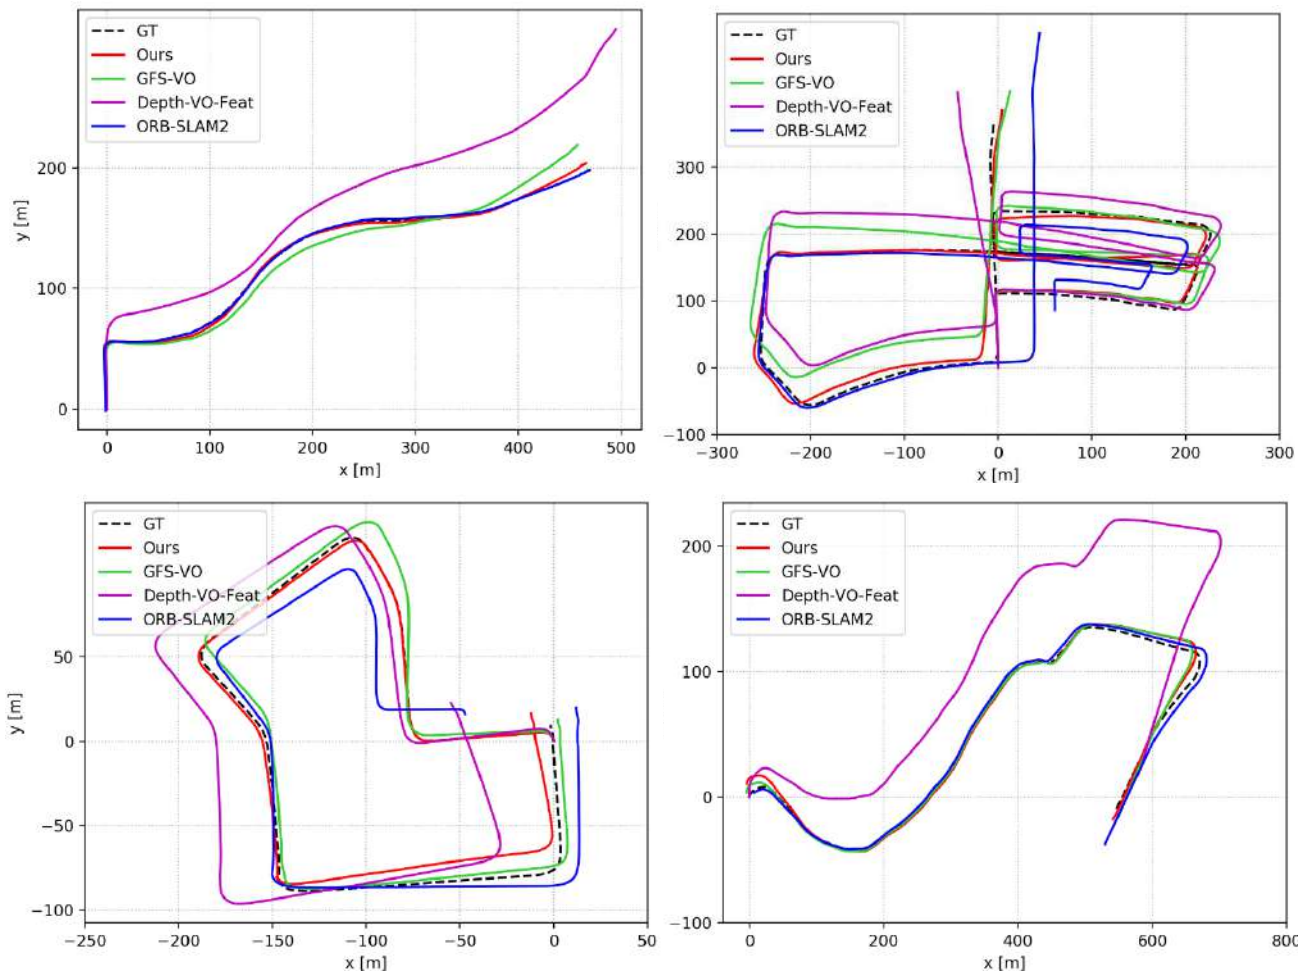 GT
Ours
GFS-VO
Depth-VO-Feat
ORB-SLAM2
200
100
0
y [m]
0 100 200 300 400 500
x [m]
GT
Ours
GFS-VO
Depth-VO-Feat
ORB-SLAM2
300
200
100
0
−100
−300 −200 −100 0 100 200 300
x [m]
GT
Ours
GFS-VO
Depth-VO-Feat
ORB-SLAM2
50
0
−50
−100
y [m]
−250 −200 −150 −100 −50 0 50
x [m]
GT
Ours
GFS-VO
Depth-VO-Feat
ORB-SLAM2
200
100
0
−100
0 200 400 600 800
x [m]